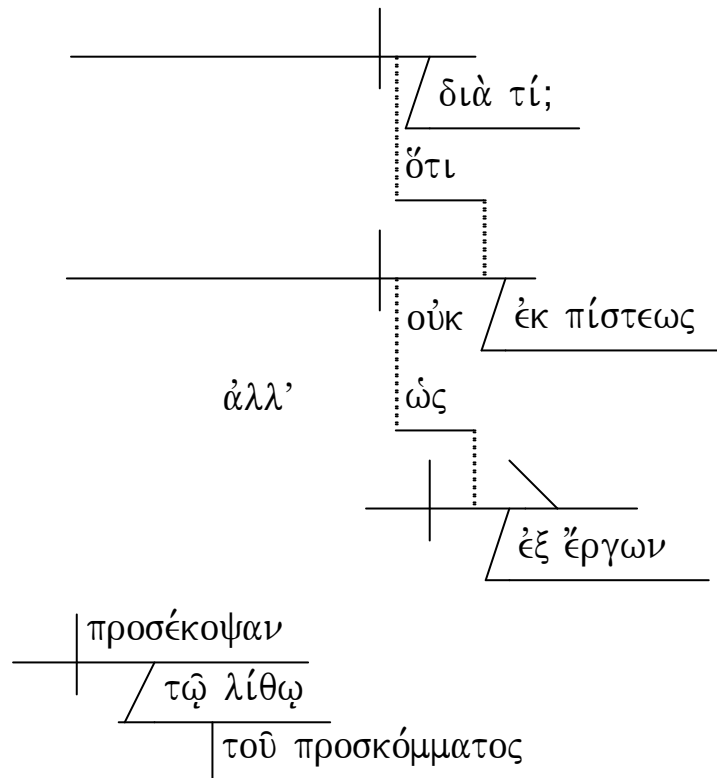 διὰ τί;
ὅτι
οὐκ ἐκ πίστεως
ἀλλ’ ὡς
ἐξ ἔργων
προσέκοψαν
τῷ λίθῳ
τοῦ προσκόμματος